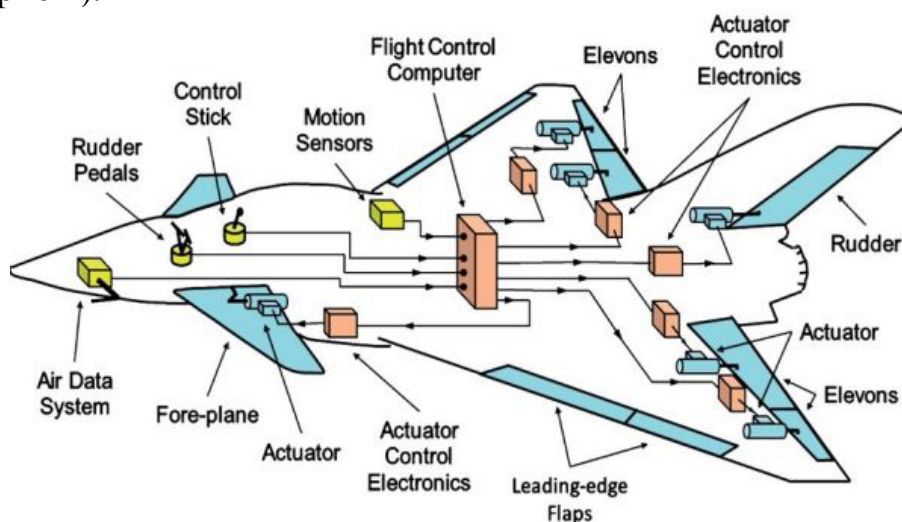 Flight Control
Computer
Elevons
Actuator
Control
Electronics
Control
Stick
Motion
Sensors
Rudder
Pedals
Rudder
Air Data
System
Fore-plane
Actuator
Actuator
Control
Electronics
Leading-edge
Flaps
Actuator
Elevons